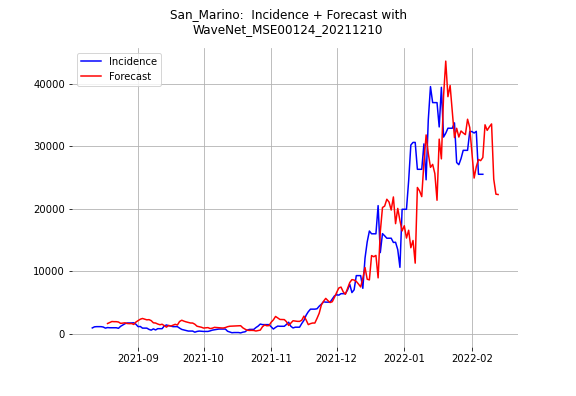 San_Marino:  Incidence + Forecast with
WaveNet_MSE00124_20211210
Incidence
Forecast
40000
30000
20000
10000
0
2021-09 2021-10 2021-11 2021-12 2022-01 2022-02